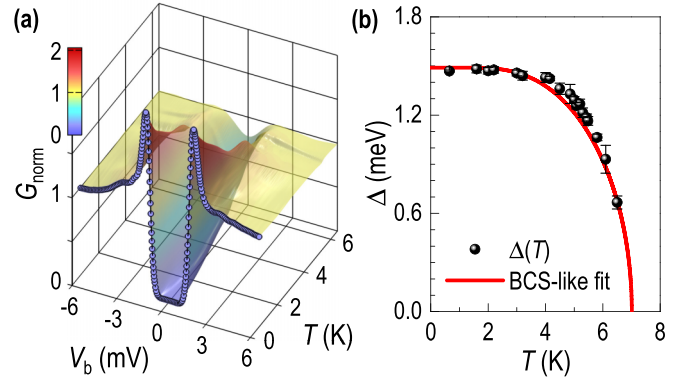 (a)
2
1
0
G_norm
1
0
-6
-3
0
3
6
V_b (mV)
0
2
4
6
T (K)
(b)
1.8
1.2
0.6
0.0
Δ (meV)
Δ(T)
BCS-like fit
0
2
4
6
8
T (K)